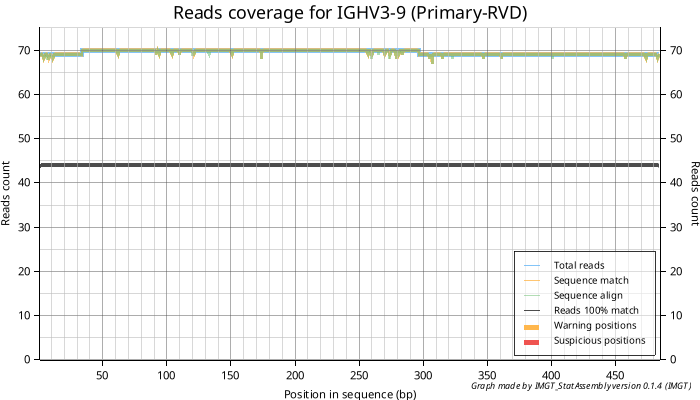 Reads coverage for IGHV3-9 (Primary-RVD)
70
60
50
40
30
20
10
0
Reads count
70
60
50
40
30
20
10
0
Reads count
50 100 150 200 250 300 350 400 450
Position in sequence (bp)
Total reads
Sequence match
Sequence align
Reads 100% match
Warning positions
Suspicious positions
Graph made by IMGT_StatAssembly version 0.1.4 (IMGT)